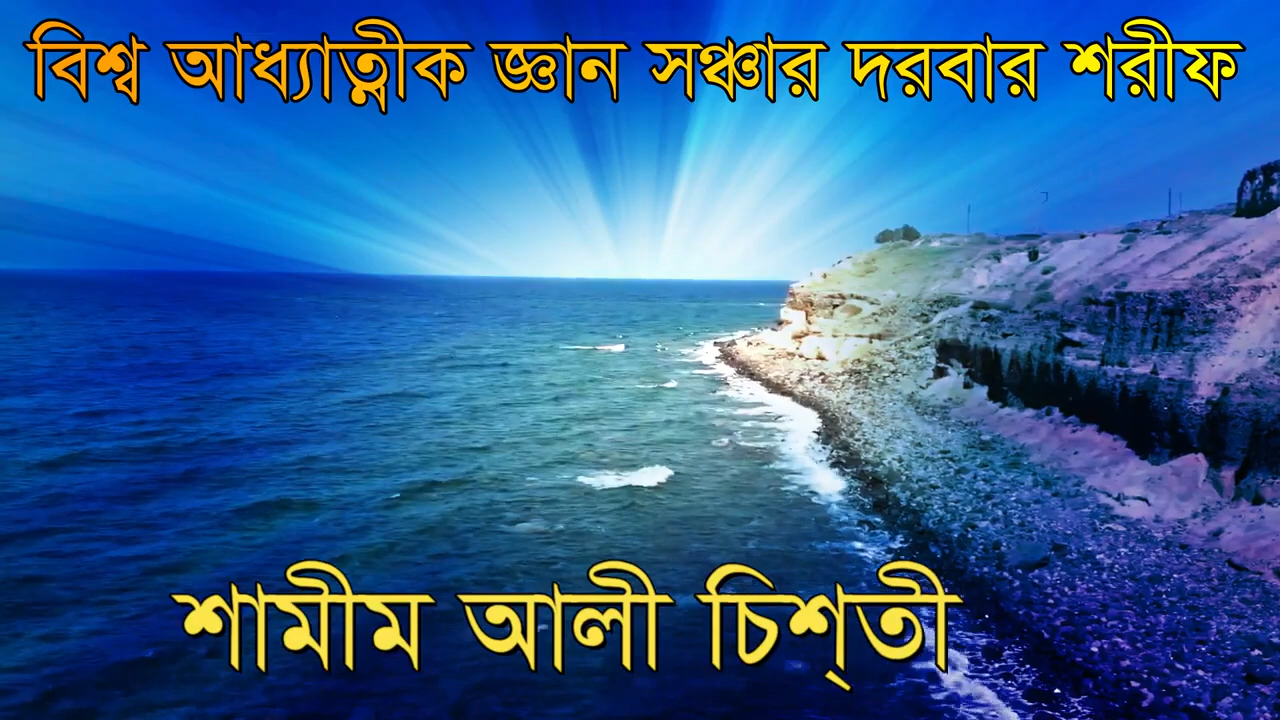 বিশ্ব আধ্যাত্নীক জ্ঞান সঞ্চার দরবার শরীফ
শামীম আলী চিশ্‌তী